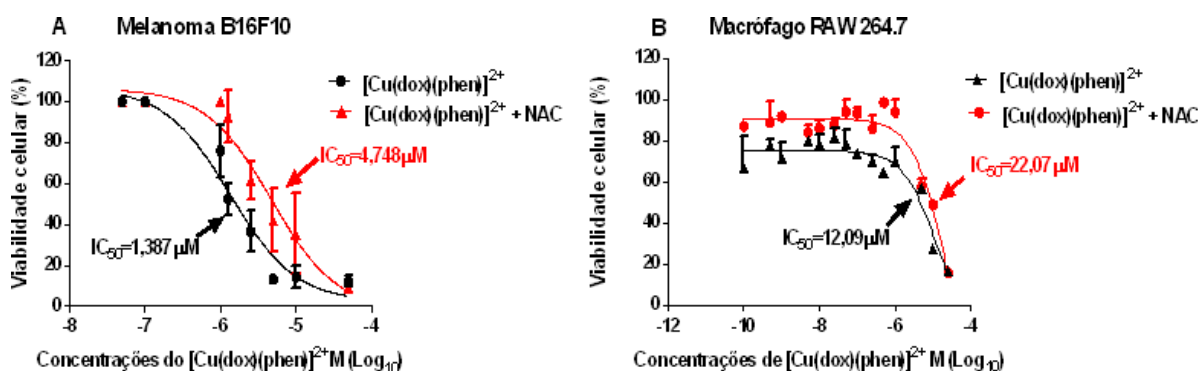 A Melanoma B16F10
120
100
80
60
40
20
0
Viabilidade celular (%)
[Cu(dox)(phen)]²⁺
[Cu(dox)(phen)]²⁺ + NAC
IC₅₀=4,748µM
IC₅₀=1,387 µM
-8 -7 -6 -5 -4
Concentrações do [Cu(dox)(phen)]²⁺ M (Log₁₀)
B Macrófago RAW 264.7
120
100
80
60
40
20
0
Viabilidade celular (%)
[Cu(dox)(phen)]²⁺
[Cu(dox)(phen)]²⁺ + NAC
IC₅₀=22,07µM
IC₅₀=12,09µM
-12 -10 -8 -6 -4
Concentrações de [Cu(dox)(phen)]²⁺ M (Log₁₀)